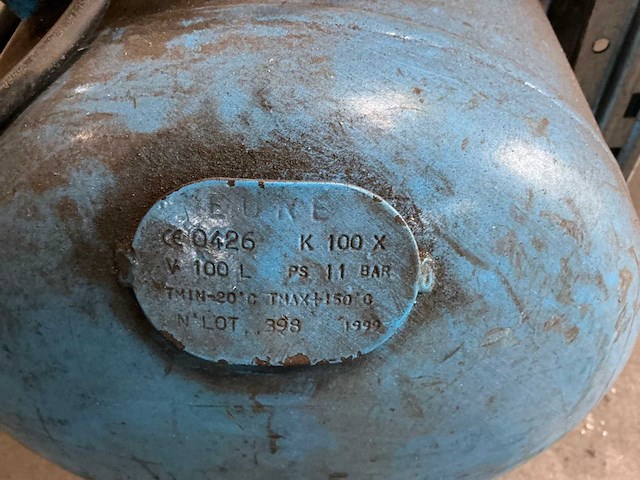 CE 0426 K 100 X
V 100 L PS 11 BAR
TMIN-20°C TMAX+150°C
N°LOT 398 1999